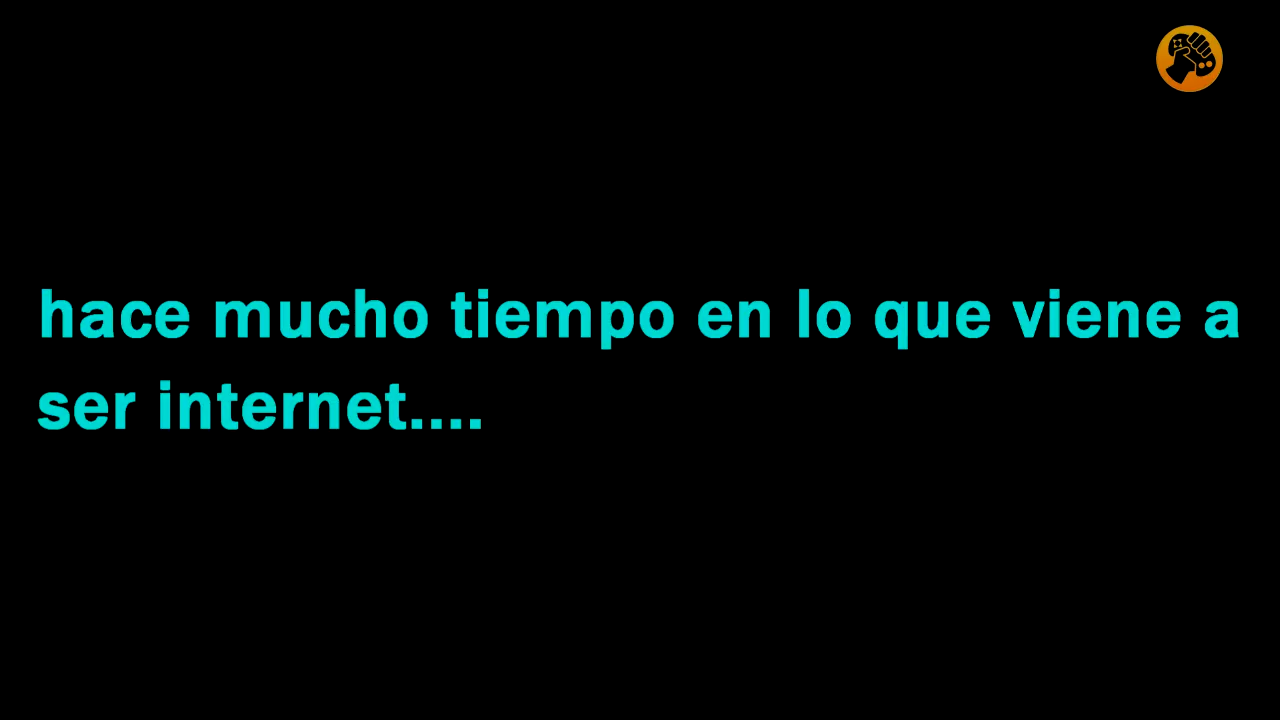 hace mucho tiempo en lo que viene a
ser internet....